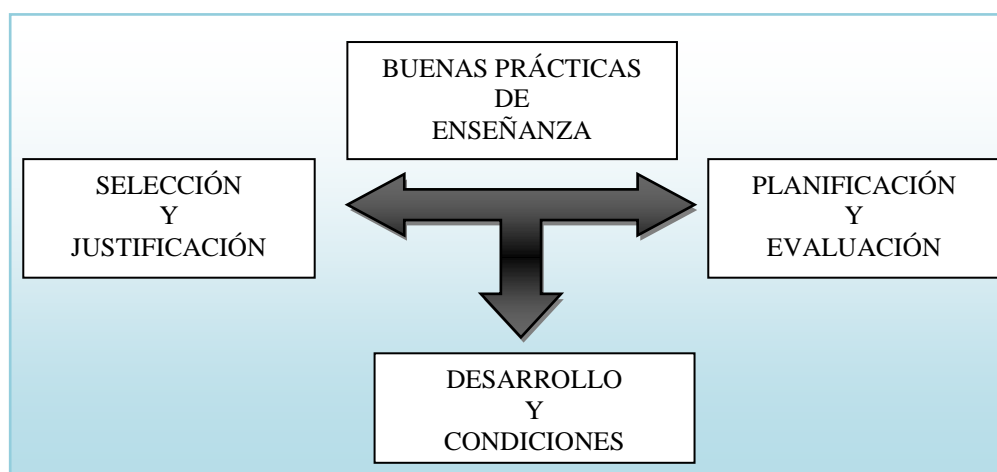 BUENAS PRÁCTICAS
DE
ENSEÑANZA
SELECCIÓN
Y
JUSTIFICACIÓN
PLANIFICACIÓN
Y
EVALUACIÓN
DESARROLLO
Y
CONDICIONES